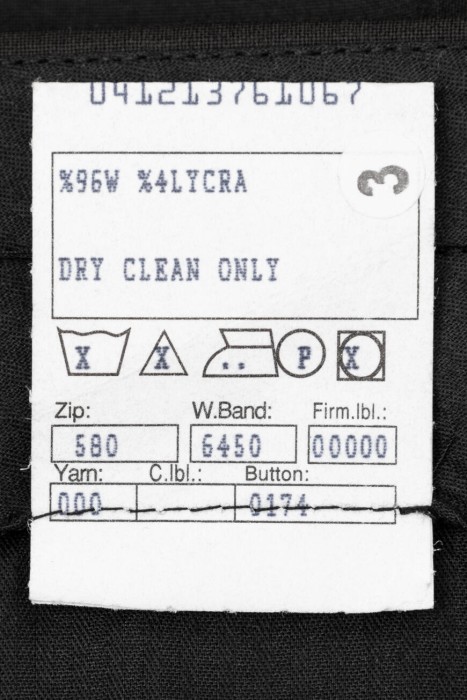 041213761067
3
%96W %4LYCRA
DRY CLEAN ONLY
X X .. P X
Zip: W.Band: Firm.lbl.:
580 6450 00000
Yarn: C.lbl.: Button:
000 0174